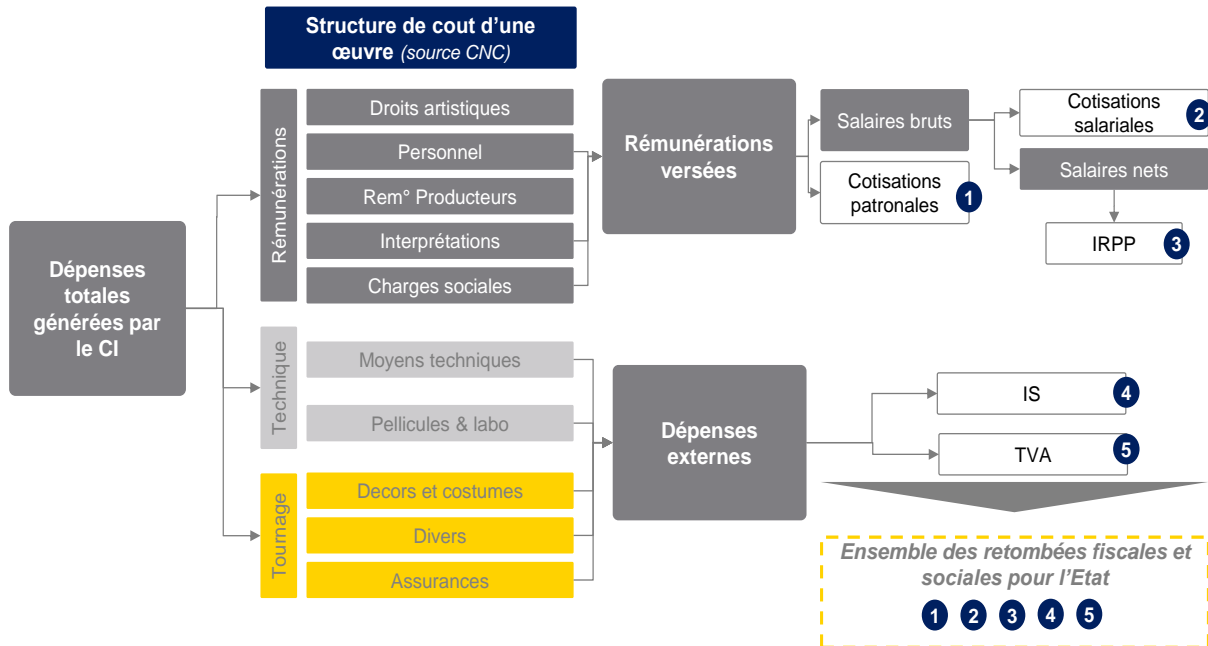 Structure de cout d'une
œuvre (source CNC)
Rémunérations
Droits artistiques
Personnel
Rem° Producteurs
Interprétations
Charges sociales
Rémunérations
versées
Salaires bruts
Cotisations
salariales
2
Cotisations
patronales
1
Salaires nets
IRPP
3
Dépenses
totales
générées par
le CI
Technique
Moyens techniques
Pellicules & labo
Tournage
Decors et costumes
Divers
Assurances
Dépenses
externes
IS
4
TVA
5
Ensemble des retombées fiscales et
sociales pour l'Etat
1 2 3 4 5